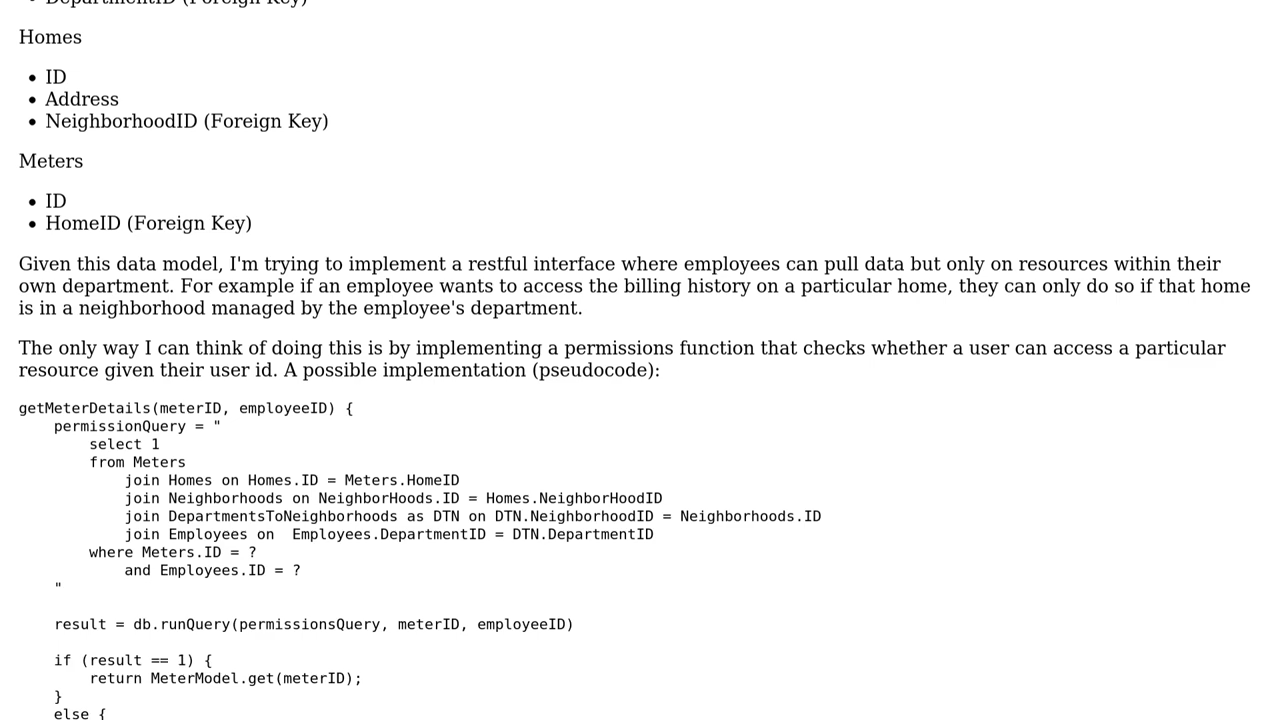 DepartmentID (Foreign Key)
Homes
ID
Address
NeighborhoodID (Foreign Key)
Meters
ID
HomeID (Foreign Key)
Given this data model, I'm trying to implement a restful interface where employees can pull data but only on resources within their
own department. For example if an employee wants to access the billing history on a particular home, they can only do so if that home
is in a neighborhood managed by the employee's department.
The only way I can think of doing this is by implementing a permissions function that checks whether a user can access a particular
resource given their user id. A possible implementation (pseudocode):
getMeterDetails(meterID, employeeID) {
    permissionQuery = "
        select 1
        from Meters
            join Homes on Homes.ID = Meters.HomeID
            join Neighborhoods on NeighborHoods.ID = Homes.NeighborHoodID
            join DepartmentsToNeighborhoods as DTN on DTN.NeighborhoodID = Neighborhoods.ID
            join Employees on  Employees.DepartmentID = DTN.DepartmentID
        where Meters.ID = ?
            and Employees.ID = ?
    "
    result = db.runQuery(permissionsQuery, meterID, employeeID)
    if (result == 1) {
        return MeterModel.get(meterID);
    }
    else {